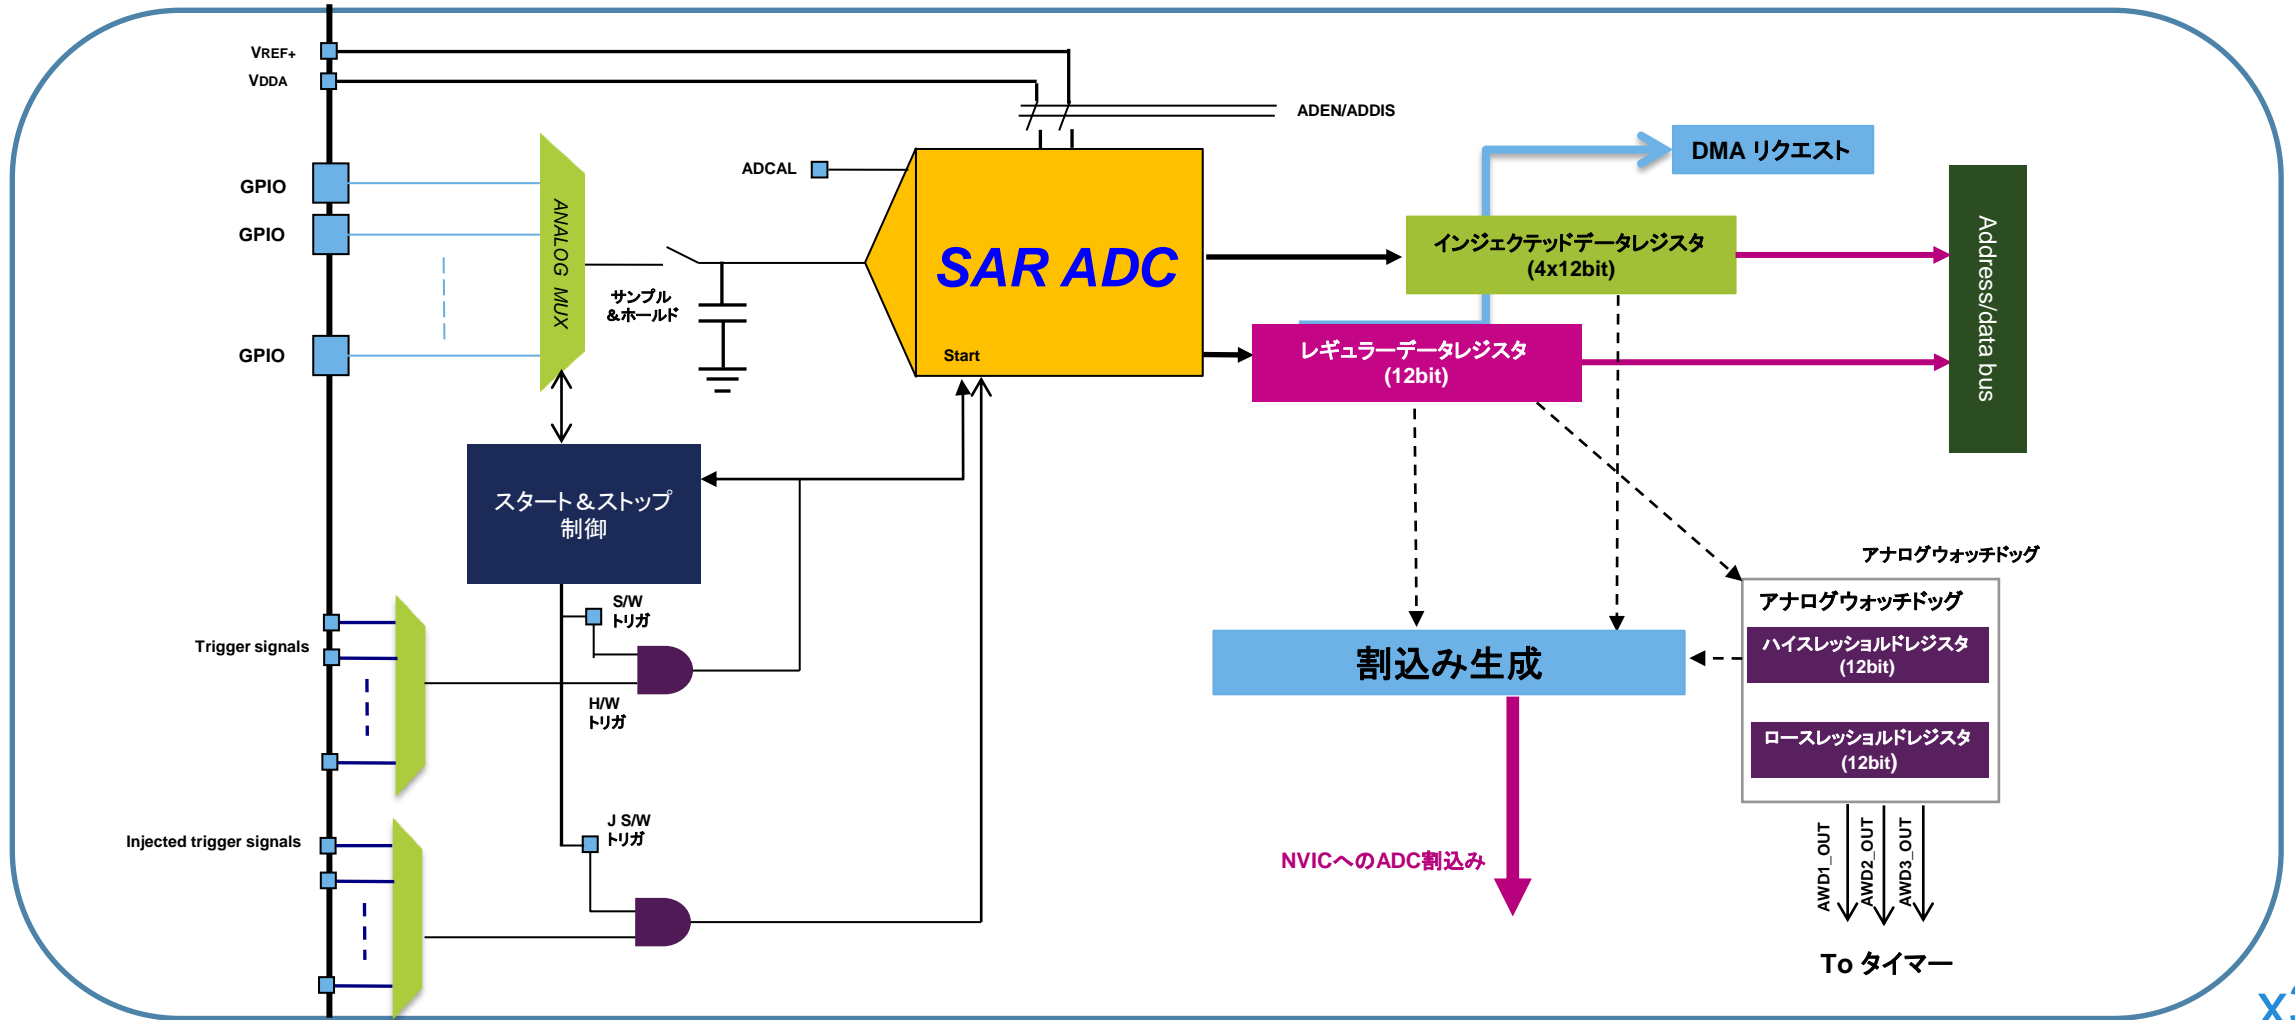 VREF+
VDDA
ADEN/ADDIS
DMA リクエスト
ADCAL
GPIO
GPIO
GPIO
ANALOG MUX
サンプル
&ホールド
SAR ADC
Start
インジェクテッドデータレジスタ
(4x12bit)
レギュラーデータレジスタ
(12bit)
Address/data bus
スタート&ストップ
制御
S/W
トリガ
Trigger signals
H/W
トリガ
J S/W
トリガ
Injected trigger signals
割込み生成
NVICへのADC割込み
アナログウォッチドッグ
アナログウォッチドッグ
ハイスレッショルドレジスタ
(12bit)
ロースレッショルドレジスタ
(12bit)
AWD1_OUT
AWD2_OUT
AWD3_OUT
To タイマー